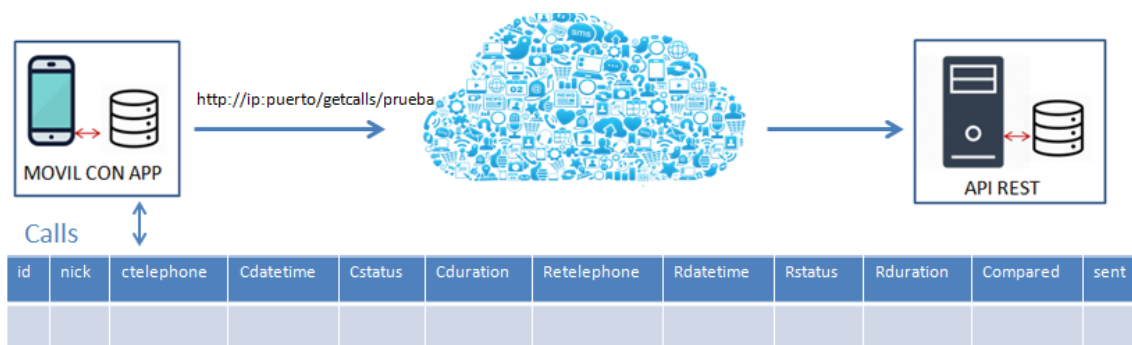 http://ip:puerto/getcalls/prueba
sms
MOVIL CON APP
API REST
Calls
id nick ctelephone Cdatetime Cstatus Cduration Retelephone Rdatetime Rstatus Rduration Compared sent